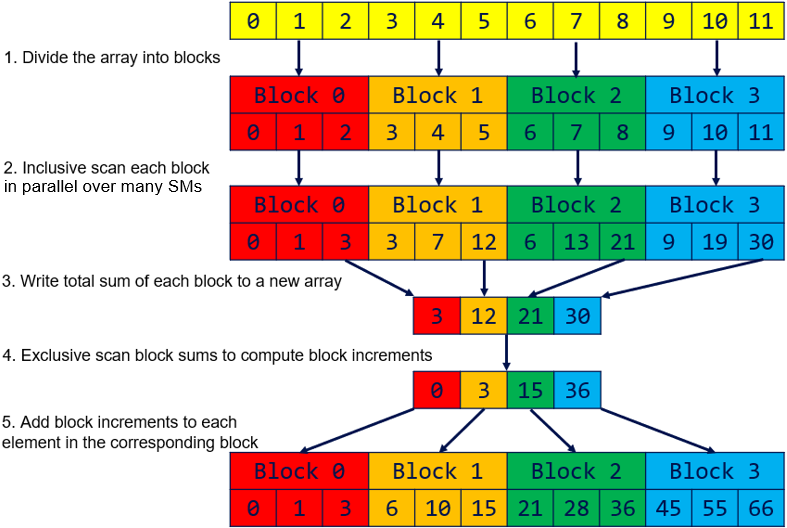 0 1 2 3 4 5 6 7 8 9 10 11
1. Divide the array into blocks
Block 0 Block 1 Block 2 Block 3
0 1 2 3 4 5 6 7 8 9 10 11
2. Inclusive scan each block
in parallel over many SMs
Block 0 Block 1 Block 2 Block 3
0 1 3 3 7 12 6 13 21 9 19 30
3. Write total sum of each block to a new array
3 12 21 30
4. Exclusive scan block sums to compute block increments
0 3 15 36
5. Add block increments to each
element in the corresponding block
Block 0 Block 1 Block 2 Block 3
0 1 3 6 10 15 21 28 36 45 55 66